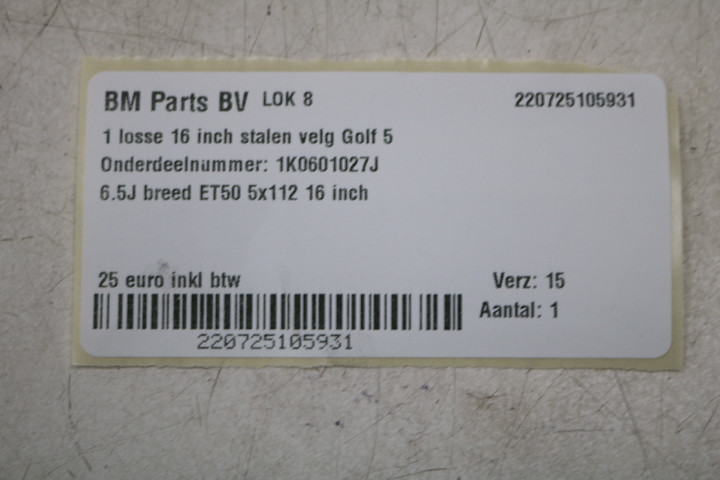 BM Parts BV LOK 8 220725105931
1 losse 16 inch stalen velg Golf 5
Onderdeelnummer: 1K0601027J
6.5J breed ET50 5x112 16 inch
25 euro inkl btw Verz: 15
Aantal: 1
220725105931